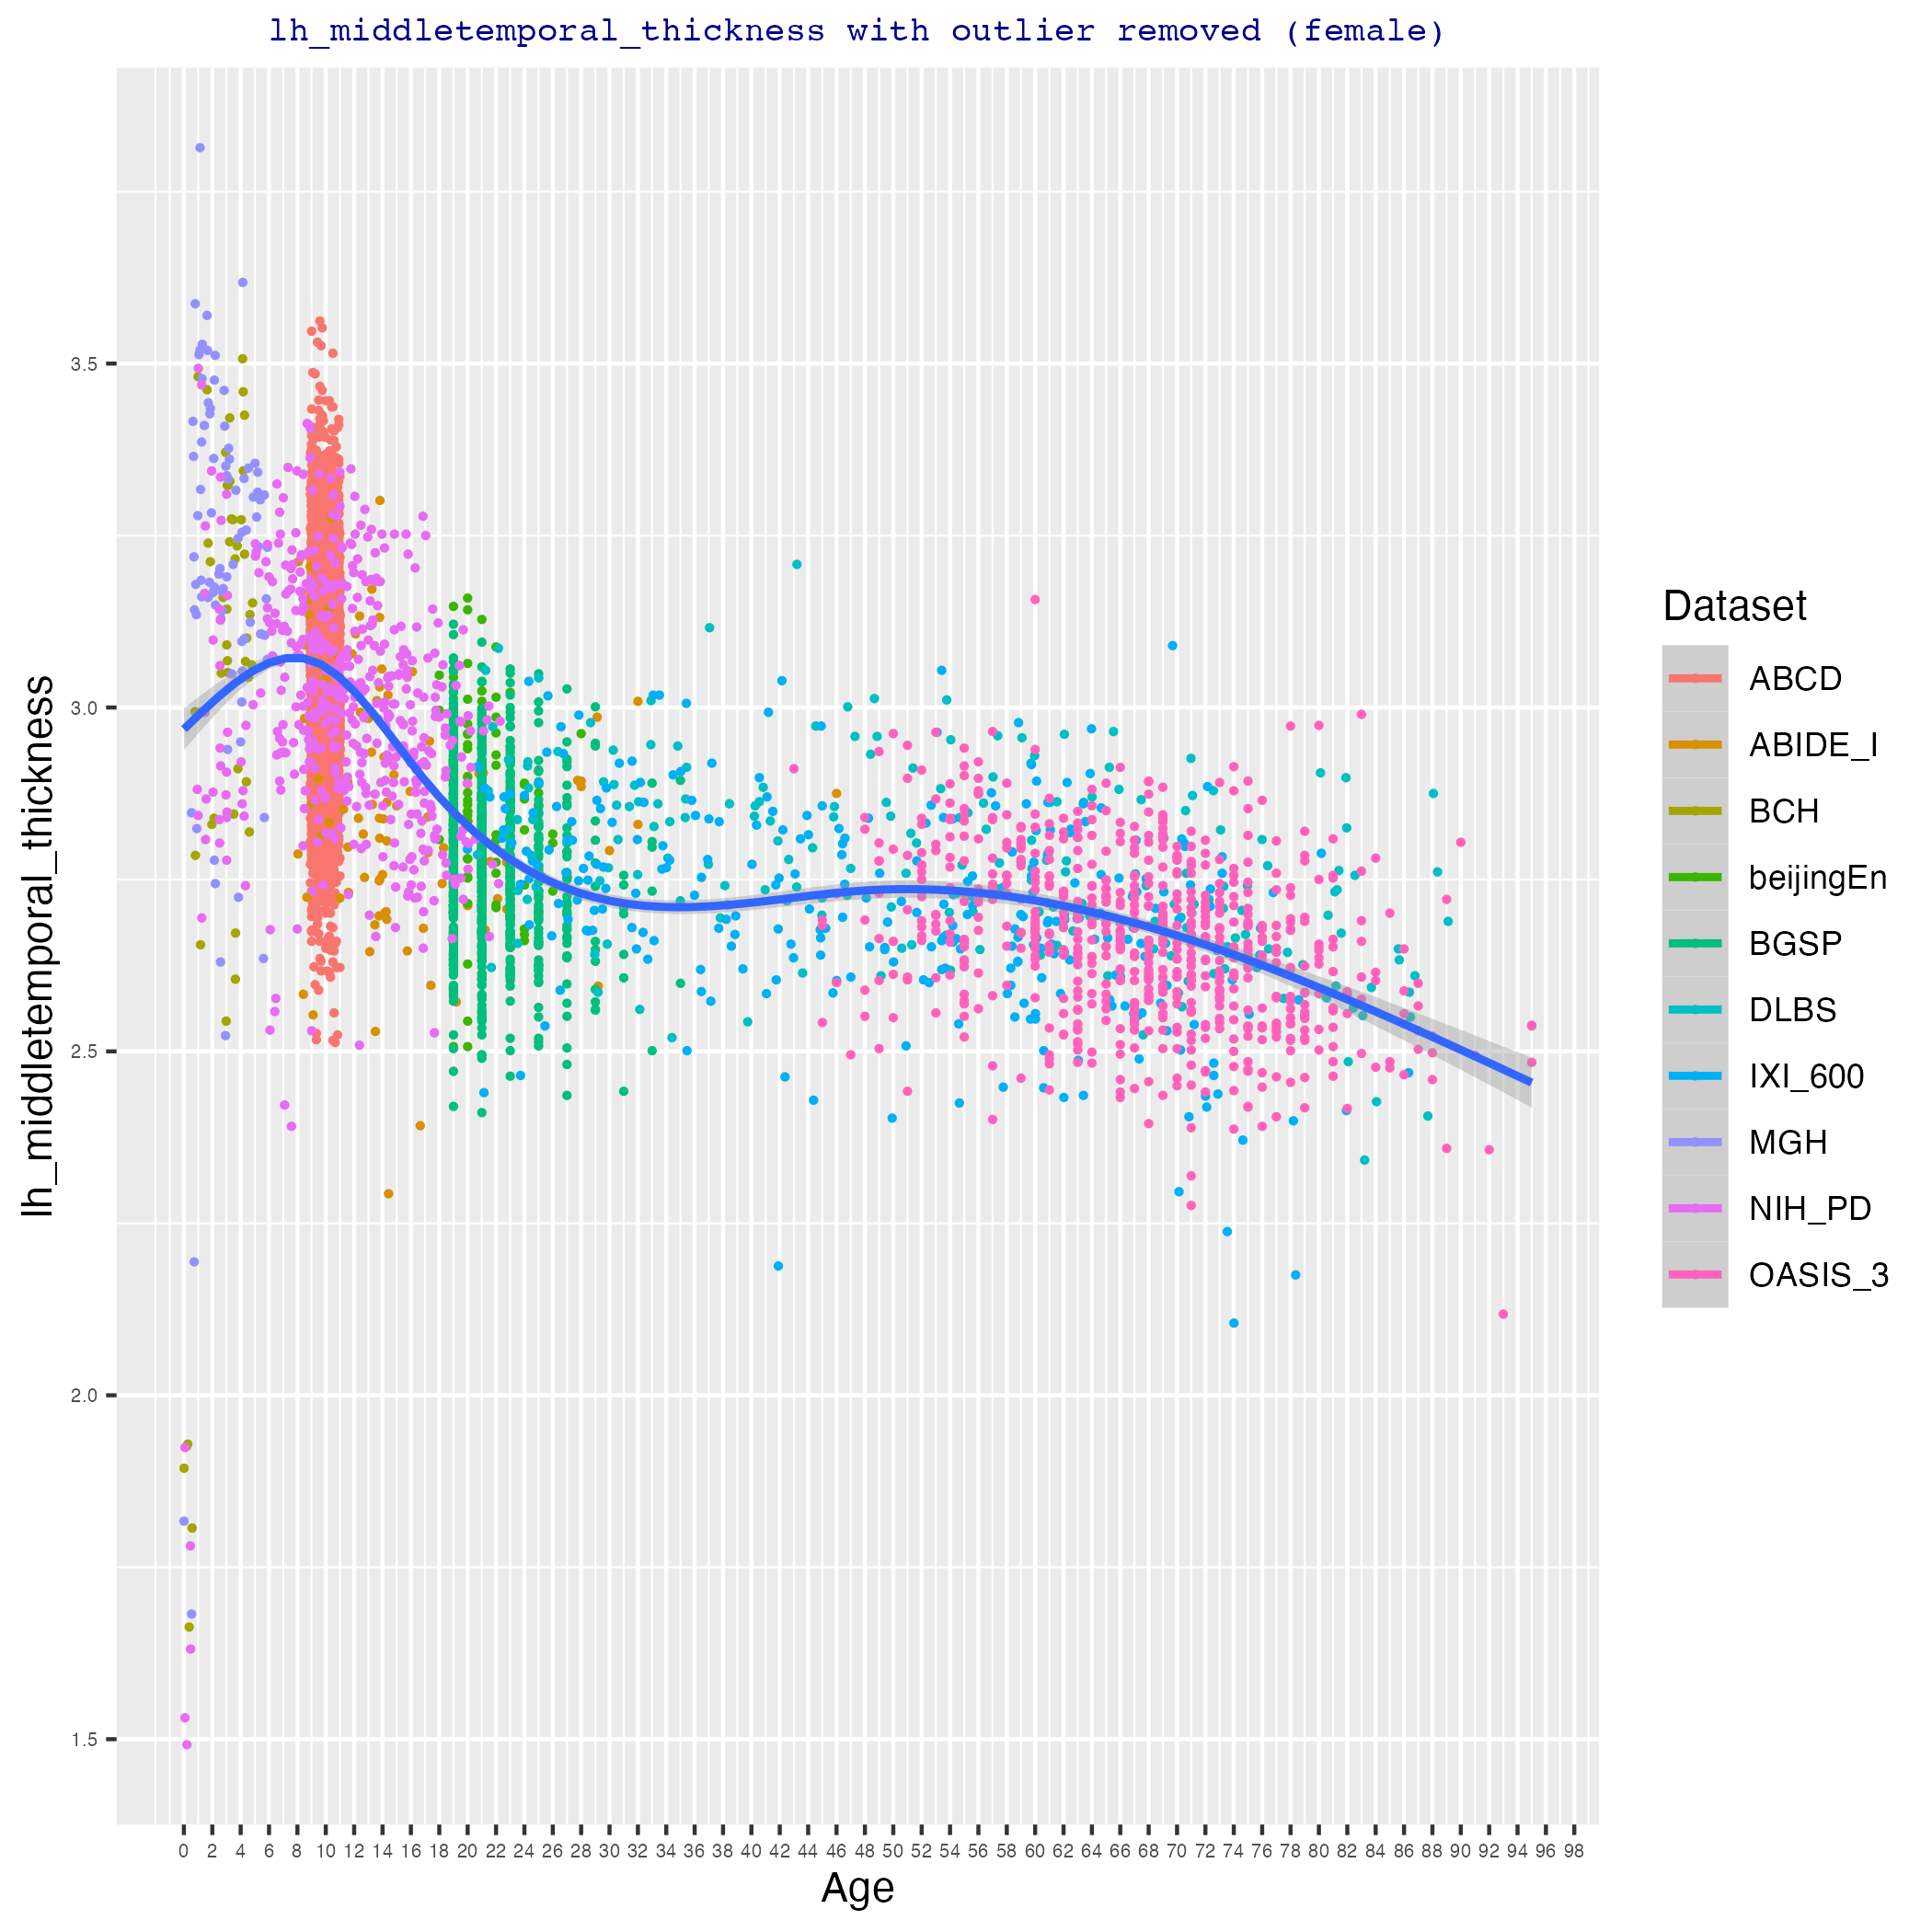 lh_middletemporal_thickness with outlier removed (female)
lh_middletemporal_thickness
3.5
3.0
2.5
2.0
1.5
0 2 4 6 8 10 12 14 16 18 20 22 24 26 28 30 32 34 36 38 40 42 44 46 48 50 52 54 56 58 60 62 64 66 68 70 72 74 76 78 80 82 84 86 88 90 92 94 96 98
Age
Dataset
ABCD
ABIDE_I
BCH
beijingEn
BGSP
DLBS
IXI_600
MGH
NIH_PD
OASIS_3